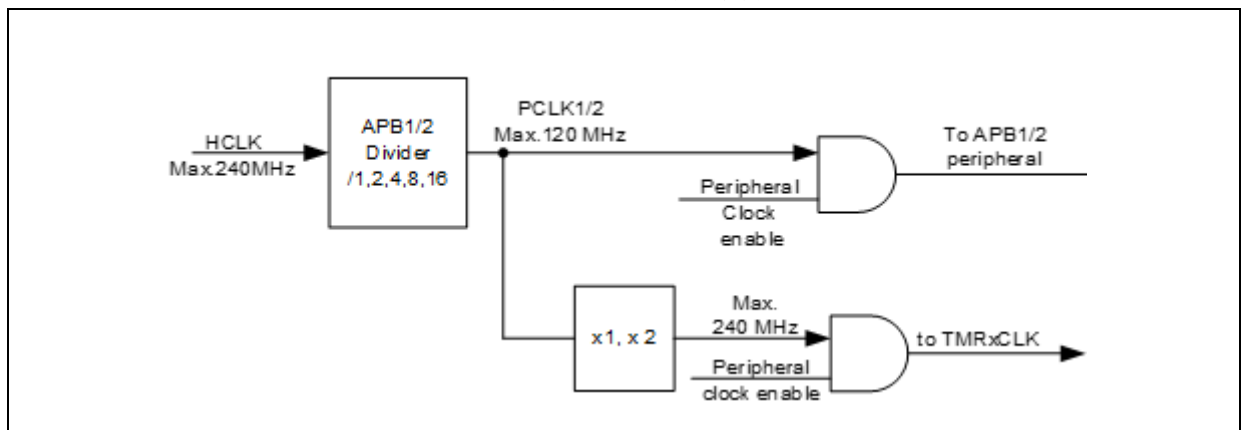 HCLK
Max.240MHz
APB1/2
Divider
/1,2,4,8,16
PCLK1/2
Max.120 MHz
Peripheral
Clock
enable
To APB1/2
peripheral
x1, x 2
Max.
240 MHz
Peripheral
clock enable
to TMRxCLK